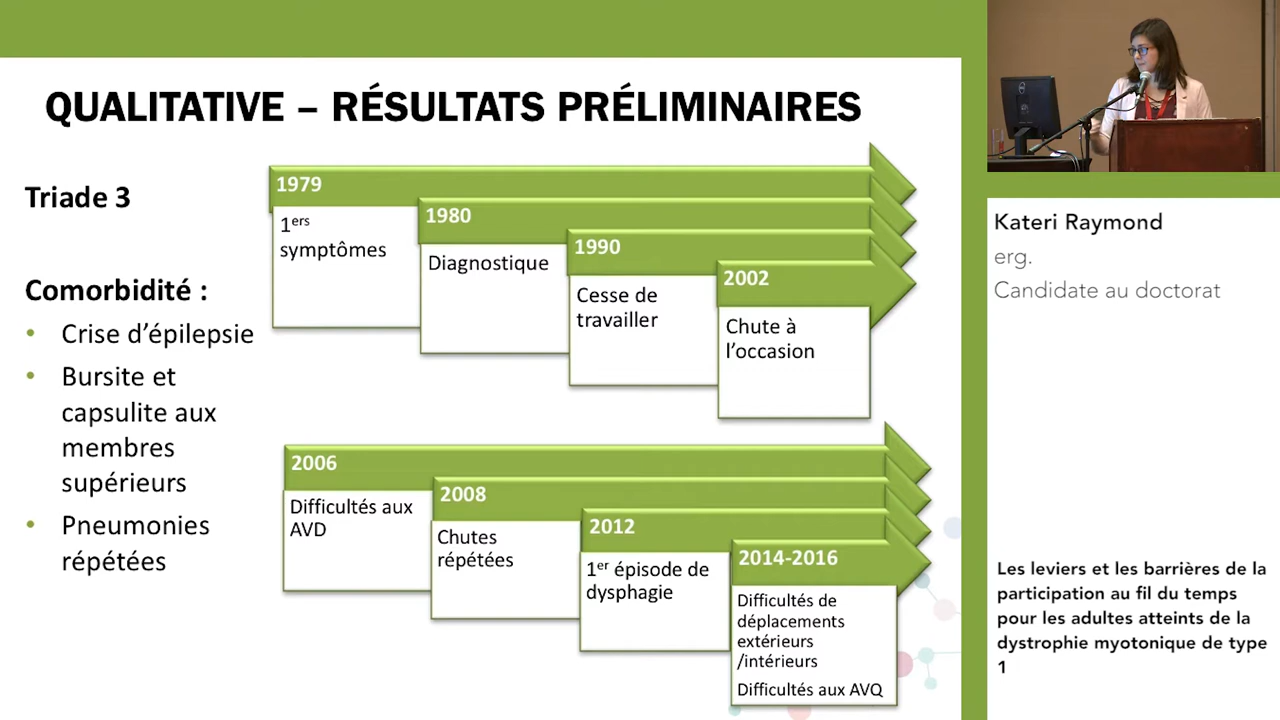 QUALITATIVE – RÉSULTATS PRÉLIMINAIRES
Triade 3
Comorbidité :
• Crise d'épilepsie
• Bursite et
capsulite aux
membres
supérieurs
• Pneumonies
répétées
1979
1ers
symptômes
1980
Diagnostique
1990
Cesse de
travailler
2002
Chute à
l'occasion
2006
Difficultés aux
AVD
2008
Chutes
répétées
2012
1er épisode de
dysphagie
2014-2016
Difficultés de
déplacements
extérieurs
/intérieurs
Difficultés aux AVQ
Kateri Raymond
erg.
Candidate au doctorat
Les leviers et les barrières de la
participation au fil du temps
pour les adultes atteints de la
dystrophie myotonique de type
1